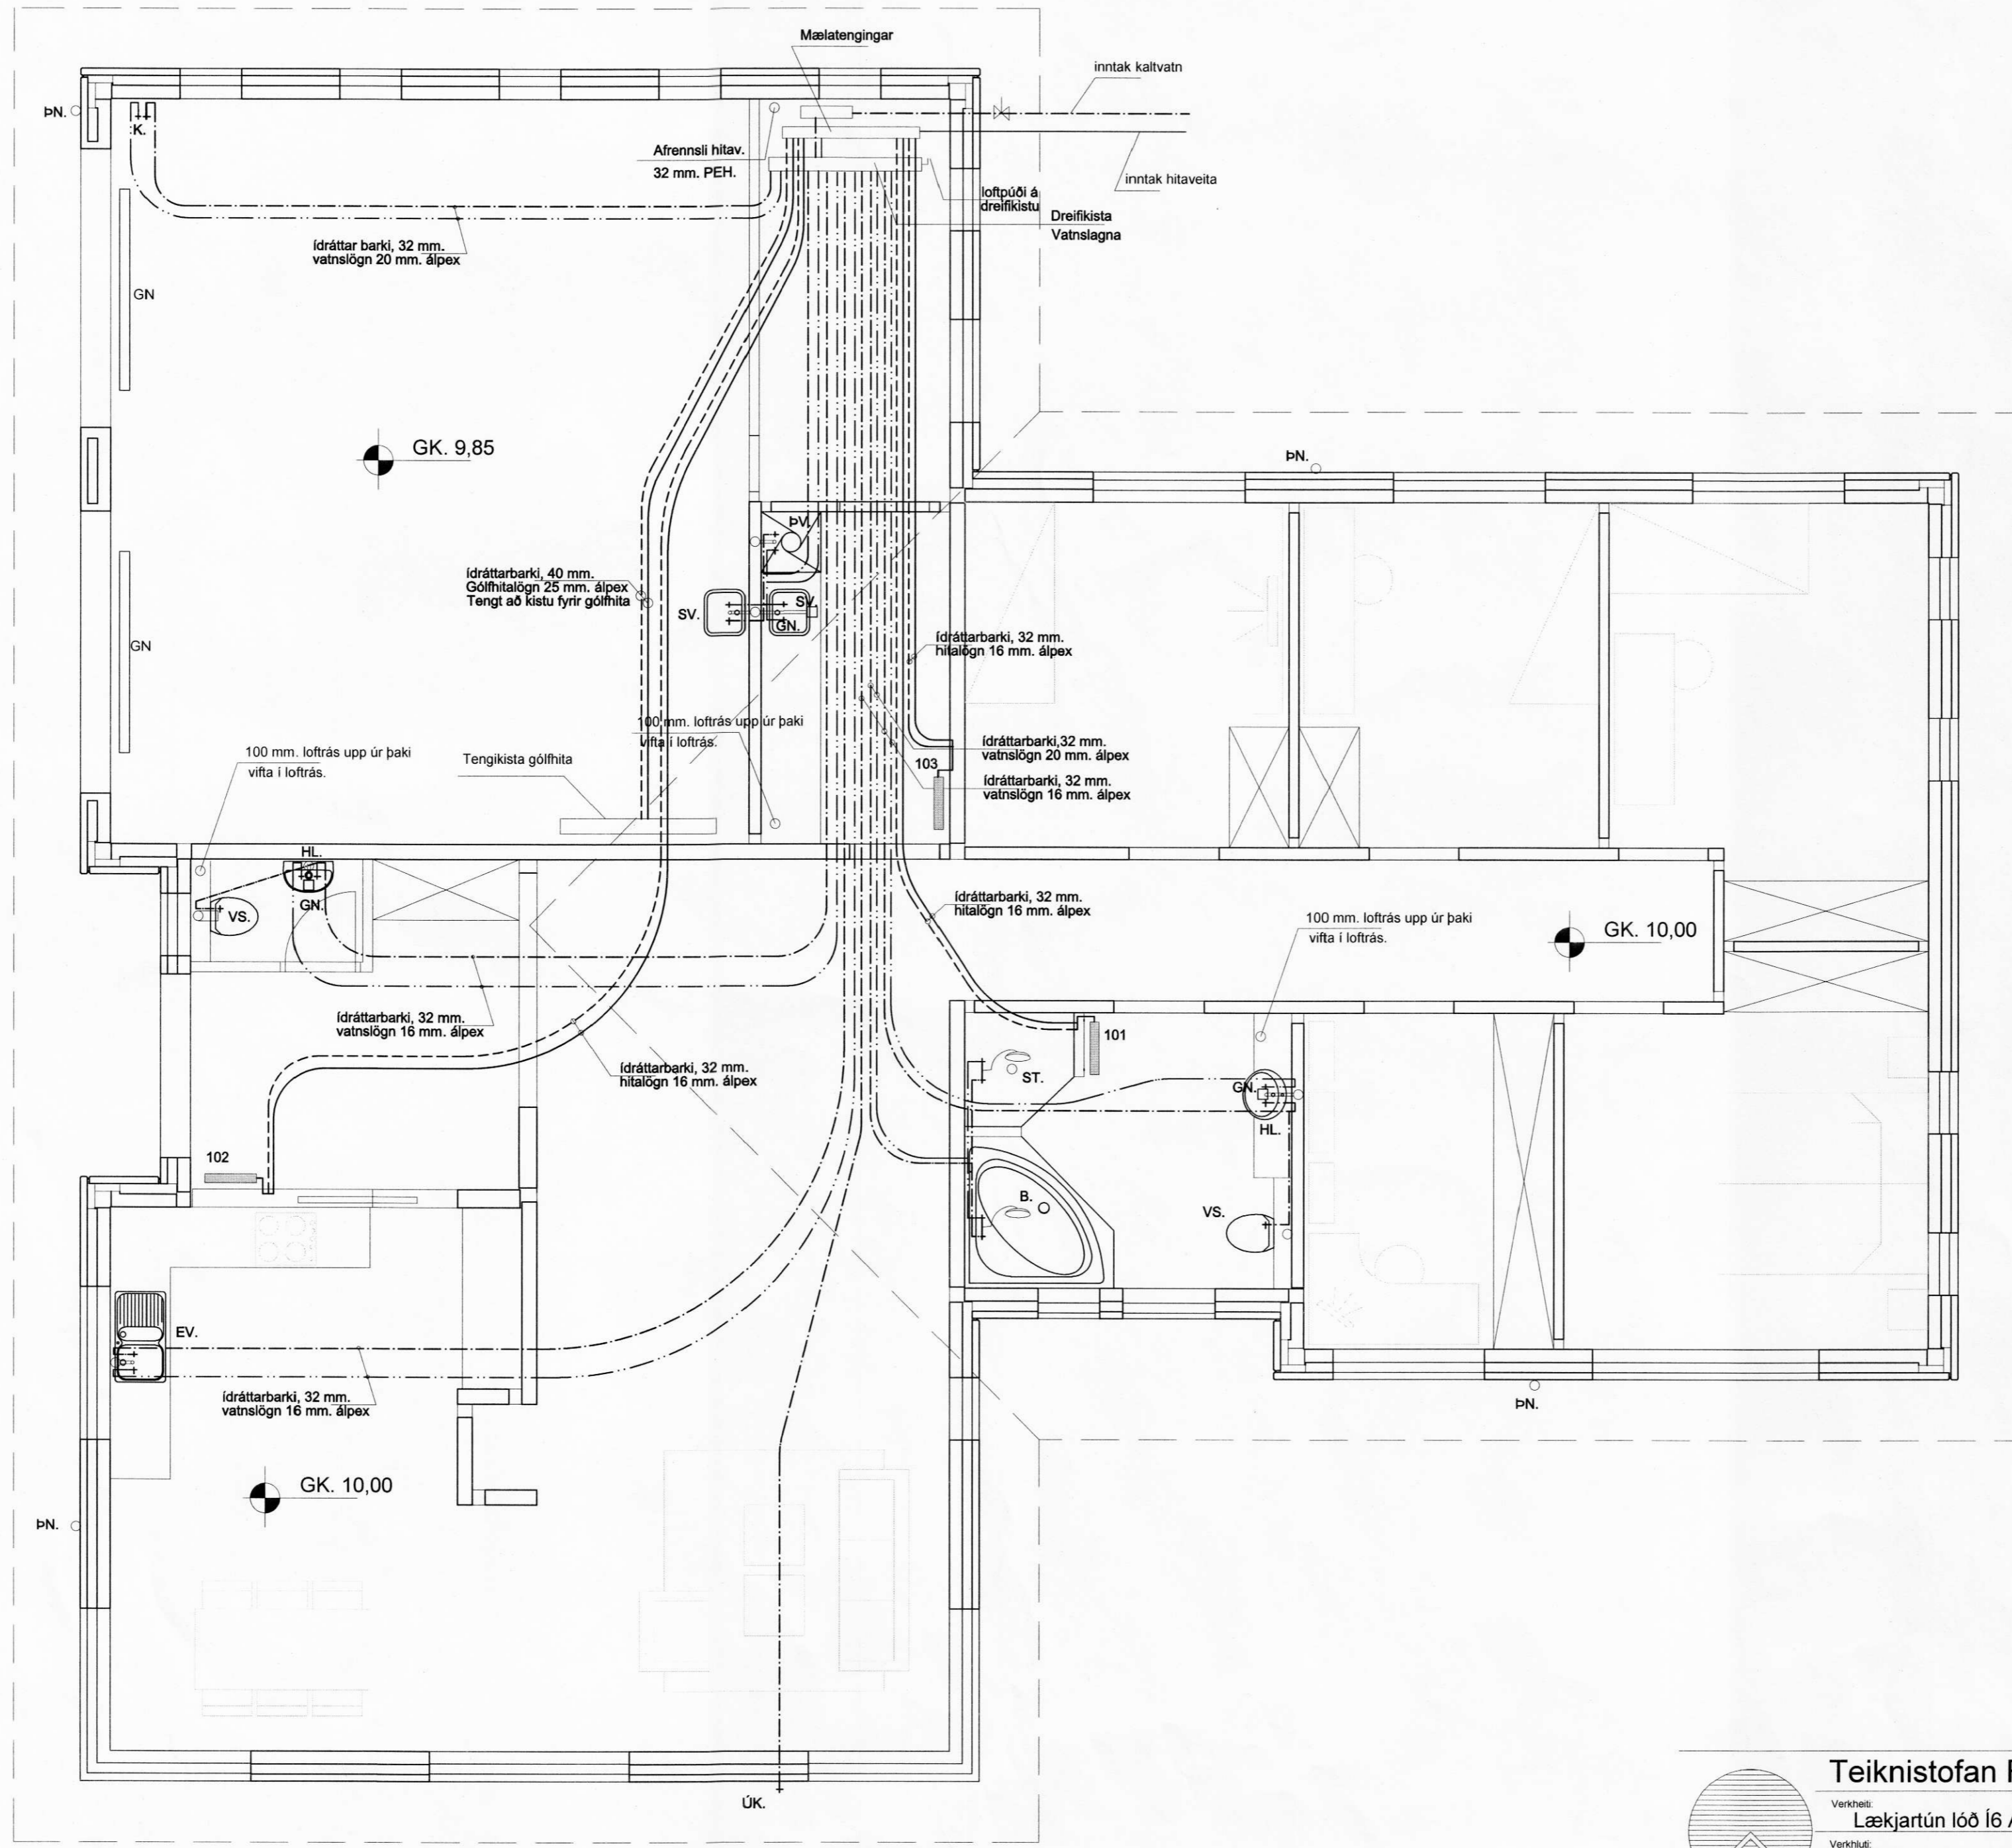 Mælatengingar
inntak kaltvatn
ÞN.
K.
Afrennsli hitav.
32 mm. PEH.
inntak hitaveita
loftpúði á
dreifikistu
Dreifikista
Vatnslagna
ídráttar barki, 32 mm.
vatnslögn 20 mm. álpex
GN
GK. 9,85
ÞN.
ÞV.
ídráttarbarki, 40 mm.
Gólfhitalögn 25 mm. álpex
Tengt að kistu fyrir gólfhita
SV.
SV.
GN.
GN
ídráttarbarki, 32 mm.
hitalögn 16 mm. álpex
100 mm. loftrás upp úr þaki
vifta í loftrás.
100 mm. loftrás upp úr þaki
vifta í loftrás.
Tengikista gólfhita
ídráttarbarki,32 mm.
vatnslögn 20 mm. álpex
103
ídráttarbarki, 32 mm.
vatnslögn 16 mm. álpex
HL.
GN.
VS.
ídráttarbarki, 32 mm.
hitalögn 16 mm. álpex
100 mm. loftrás upp úr þaki
vifta í loftrás.
GK. 10,00
ídráttarbarki, 32 mm.
vatnslögn 16 mm. álpex
101
ídráttarbarki, 32 mm.
hitalögn 16 mm. álpex
ST.
GN.
HL.
102
B.
VS.
EV.
ídráttarbarki, 32 mm.
vatnslögn 16 mm. álpex
ÞN.
GK. 10,00
ÞN.
ÚK.
Teiknistofan
Verkheiti:
Lækjartún lóð Í6
Verkhluti: